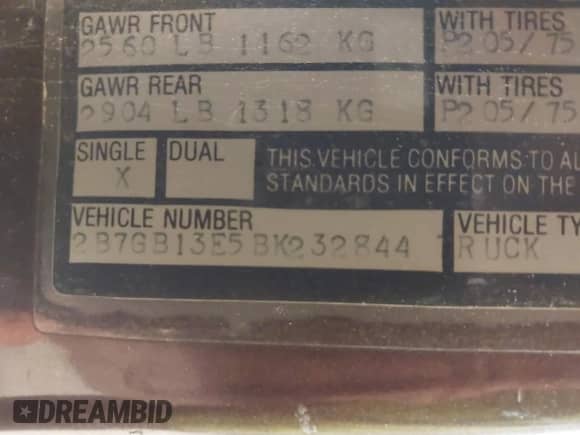 GAWR FRONT WITH TIRES
2560 LB 1162 KG P205/75
GAWR REAR WITH TIRES
2904 LB 1318 KG P205/75
SINGLE DUAL THIS VEHICLE CONFORMS TO AL
X STANDARDS IN EFFECT ON THE
VEHICLE NUMBER VEHICLE TY
2B7GB13E5BK232844 TRUCK
DREAMBID